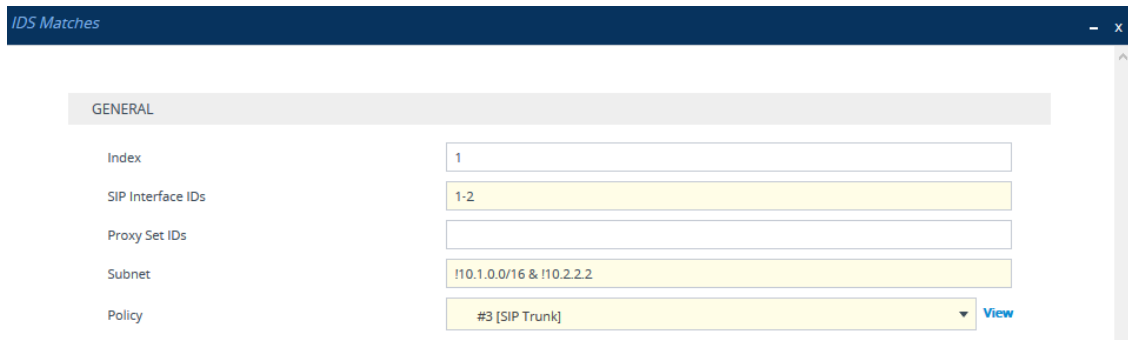 IDS Matches
– x
GENERAL
Index 1
SIP Interface IDs 1-2
Proxy Set IDs
Subnet !10.1.0.0/16 & !10.2.2.2
Policy #3 [SIP Trunk] View